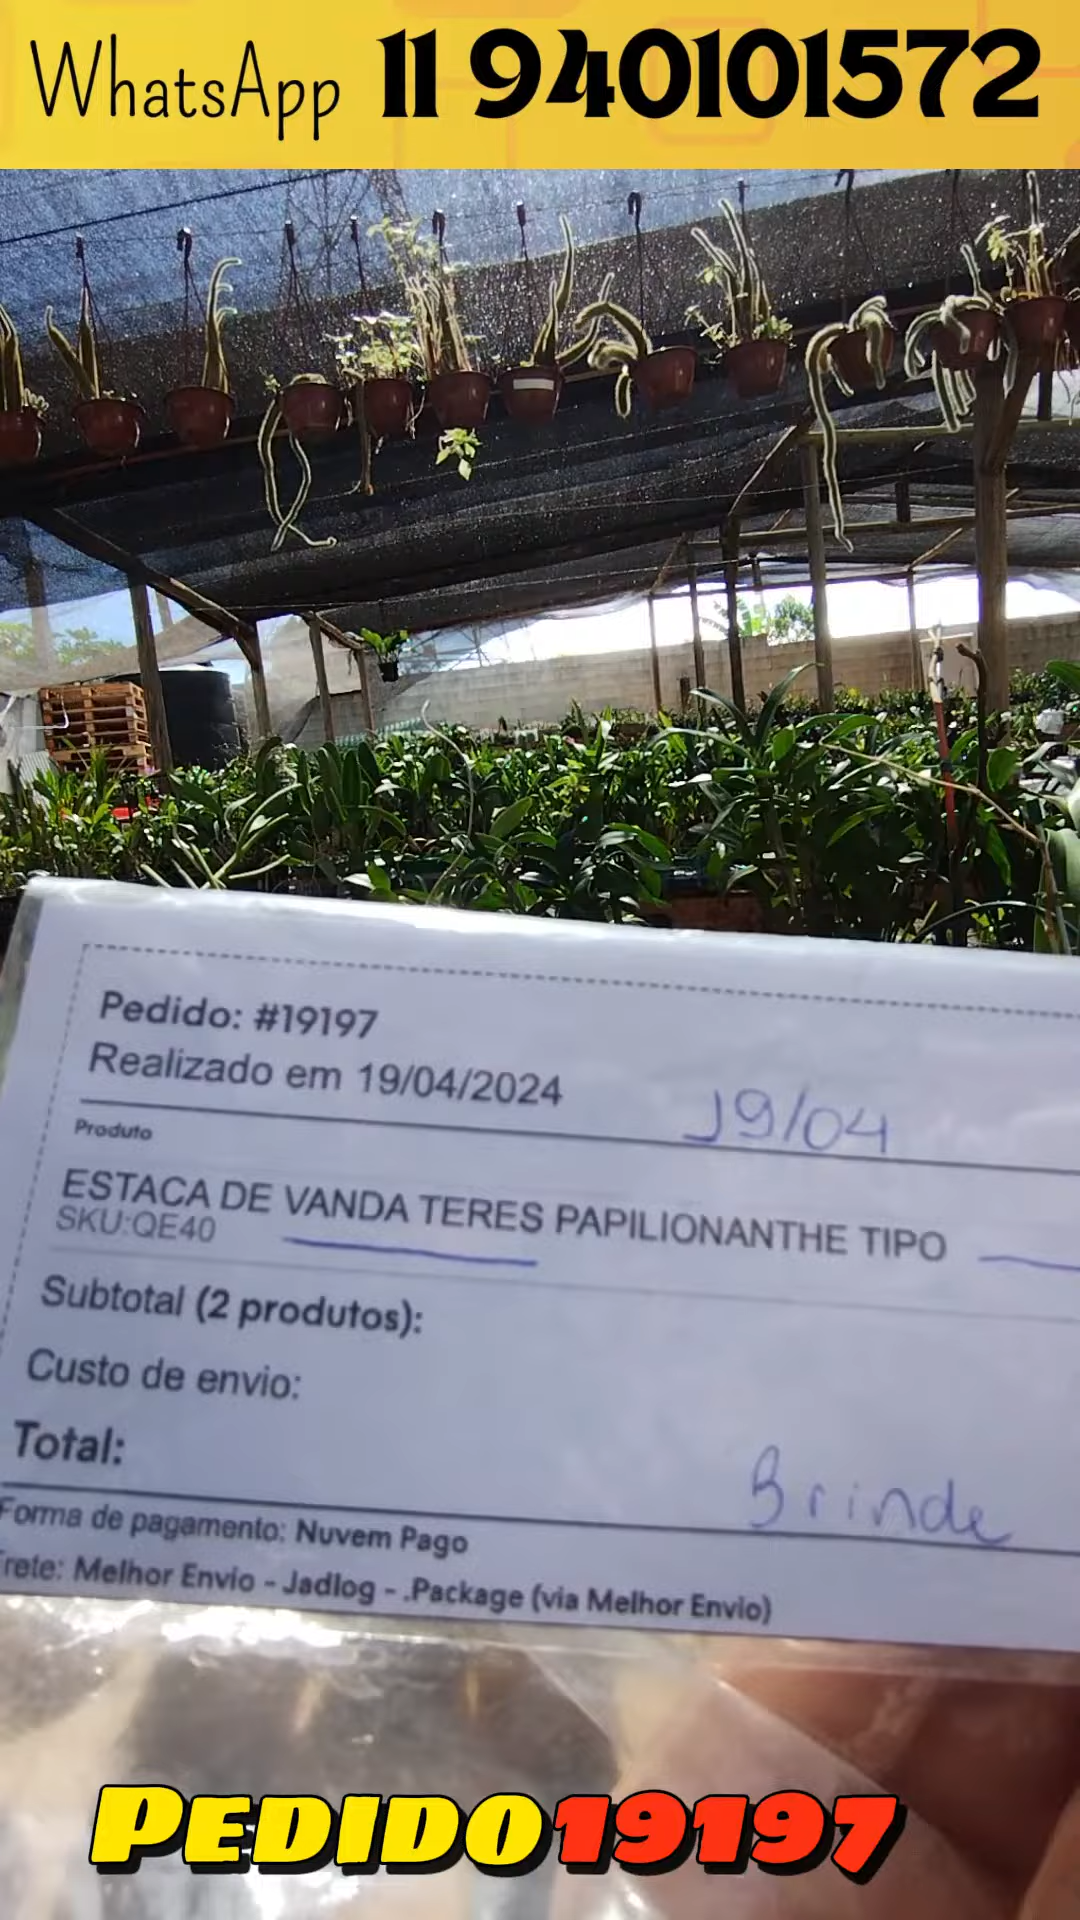 WhatsApp 11 940101572
Pedido: #19197
Realizado em 19/04/2024
19/04
Produto
ESTACA DE VANDA TERES PAPILIONANTHE TIPO
SKU:QE40
Subtotal (2 produtos):
Custo de envio:
Total:
Brinde
Forma de pagamento: Nuvem Pago
Frete: Melhor Envio - Jadlog - .Package (via Melhor Envio)
PEDIDO19197